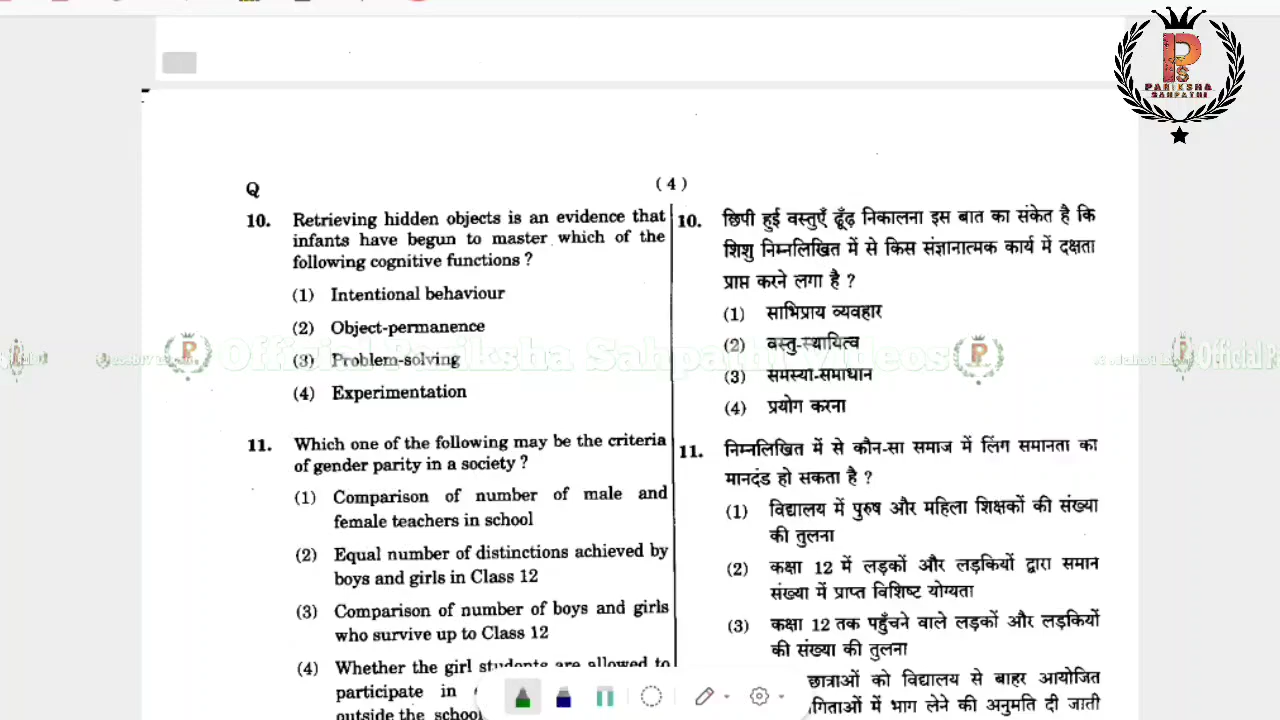 PARIKSHA
SAHPATHI
Q
( 4 )
10. Retrieving hidden objects is an evidence that
infants have begun to master which of the
following cognitive functions ?
(1) Intentional behaviour
(2) Object-permanence
(3) Problem-solving
(4) Experimentation
11. Which one of the following may be the criteria
of gender parity in a society ?
(1) Comparison of number of male and
female teachers in school
(2) Equal number of distinctions achieved by
boys and girls in Class 12
(3) Comparison of number of boys and girls
who survive up to Class 12
(4) Whether the girl students are allowed to
participate in
outside the school
10. छिपी हुई वस्तुएँ ढूँढ़ निकालना इस बात का संकेत है कि
शिशु निम्नलिखित में से किस संज्ञानात्मक कार्य में दक्षता
प्राप्त करने लगा है ?
(1) साभिप्राय व्यवहार
(2) वस्तु-स्थायित्व
(3) समस्या-समाधान
(4) प्रयोग करना
11. निम्नलिखित में से कौन-सा समाज में लिंग समानता का
मानदंड हो सकता है ?
(1) विद्यालय में पुरुष और महिला शिक्षकों की संख्या
की तुलना
(2) कक्षा 12 में लड़कों और लड़कियों द्वारा समान
संख्या में प्राप्त विशिष्ट योग्यता
(3) कक्षा 12 तक पहुँचने वाले लड़कों और लड़कियों
की संख्या की तुलना
छात्राओं को विद्यालय से बाहर आयोजित
में भाग लेने की अनुमति दी जाती
Official Pariksha Sahpathi Videos
Official